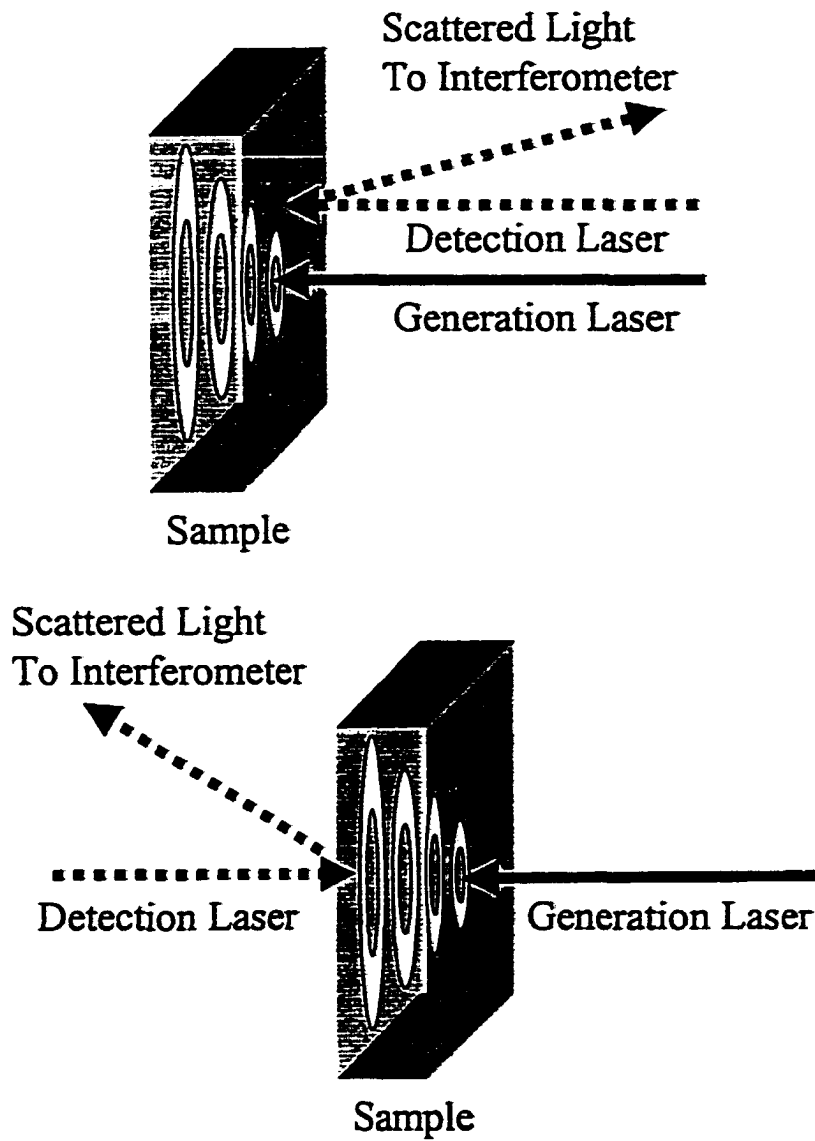 Scattered Light
To Interferometer
Detection Laser
Generation Laser
Sample
Scattered Light
To Interferometer
Detection Laser
Generation Laser
Sample